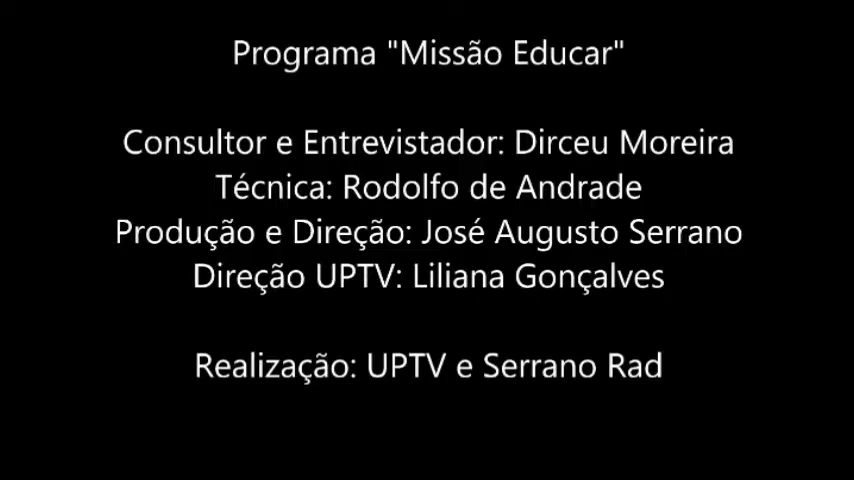 Programa "Missão Educar"
Consultor e Entrevistador: Dirceu Moreira
Técnica: Rodolfo de Andrade
Produção e Direção: José Augusto Serrano
Direção UPTV: Liliana Gonçalves
Realização: UPTV e Serrano Rad